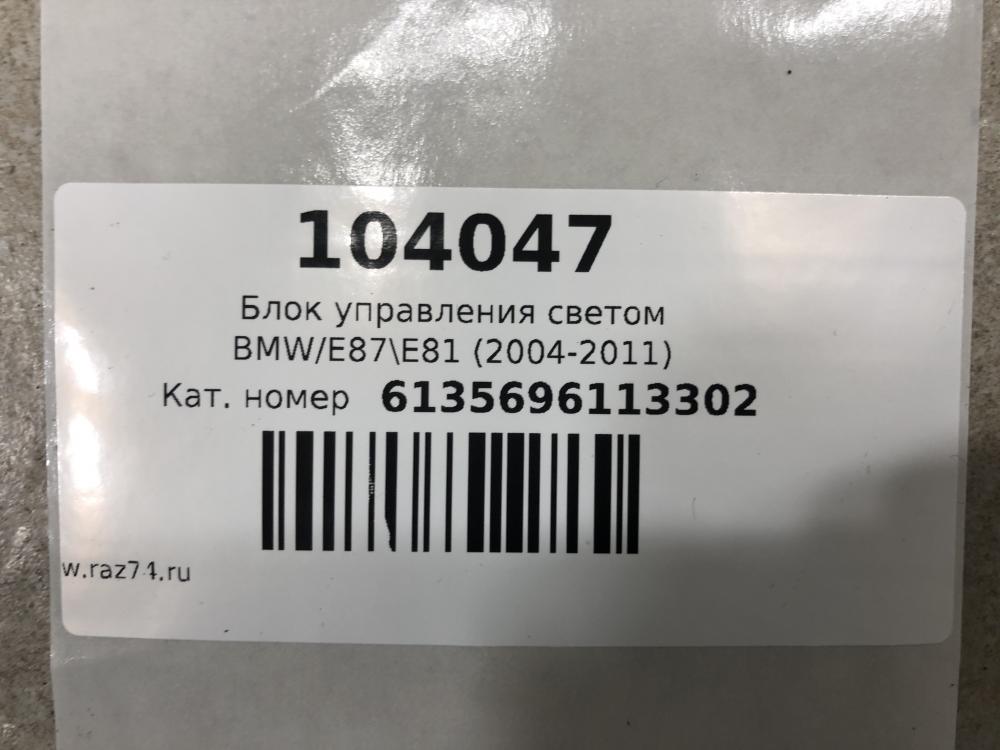 104047
Блок управления светом
BMW/E87\E81 (2004-2011)
Кат. номер 6135696113302
w.raz74.ru